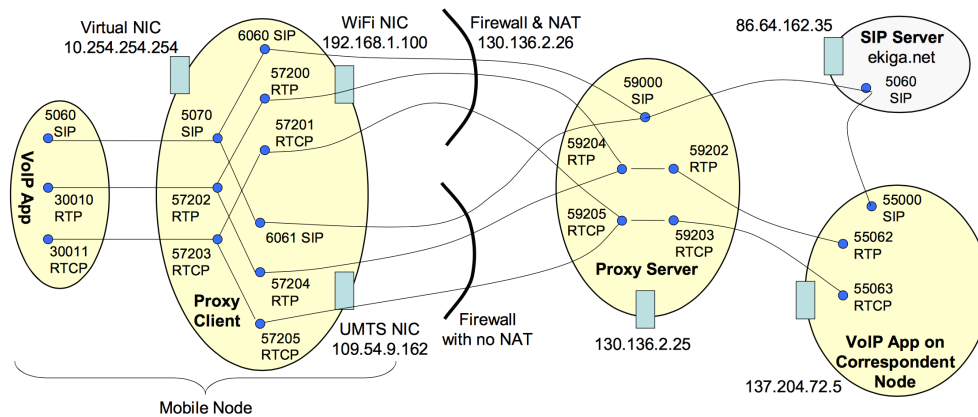 Virtual NIC
10.254.254.254
6060 SIP
WiFi NIC
192.168.1.100
Firewall & NAT
130.136.2.26
86.64.162.35
SIP Server
ekiga.net
5060
SIP
57200
RTP
57201
RTCP
59000
SIP
5060
SIP
5070
SIP
VoIP App
59204
RTP
59202
RTP
30010
RTP
57202
RTP
55000
SIP
6061 SIP
59205
RTCP
59203
RTCP
30011
RTCP
57203
RTCP
55062
RTP
57204
RTP
Proxy Server
55063
RTCP
Proxy
Client
57205
RTCP
UMTS NIC
109.54.9.162
Firewall
with no NAT
130.136.2.25
VoIP App on
Correspondent
Node
137.204.72.5
Mobile Node